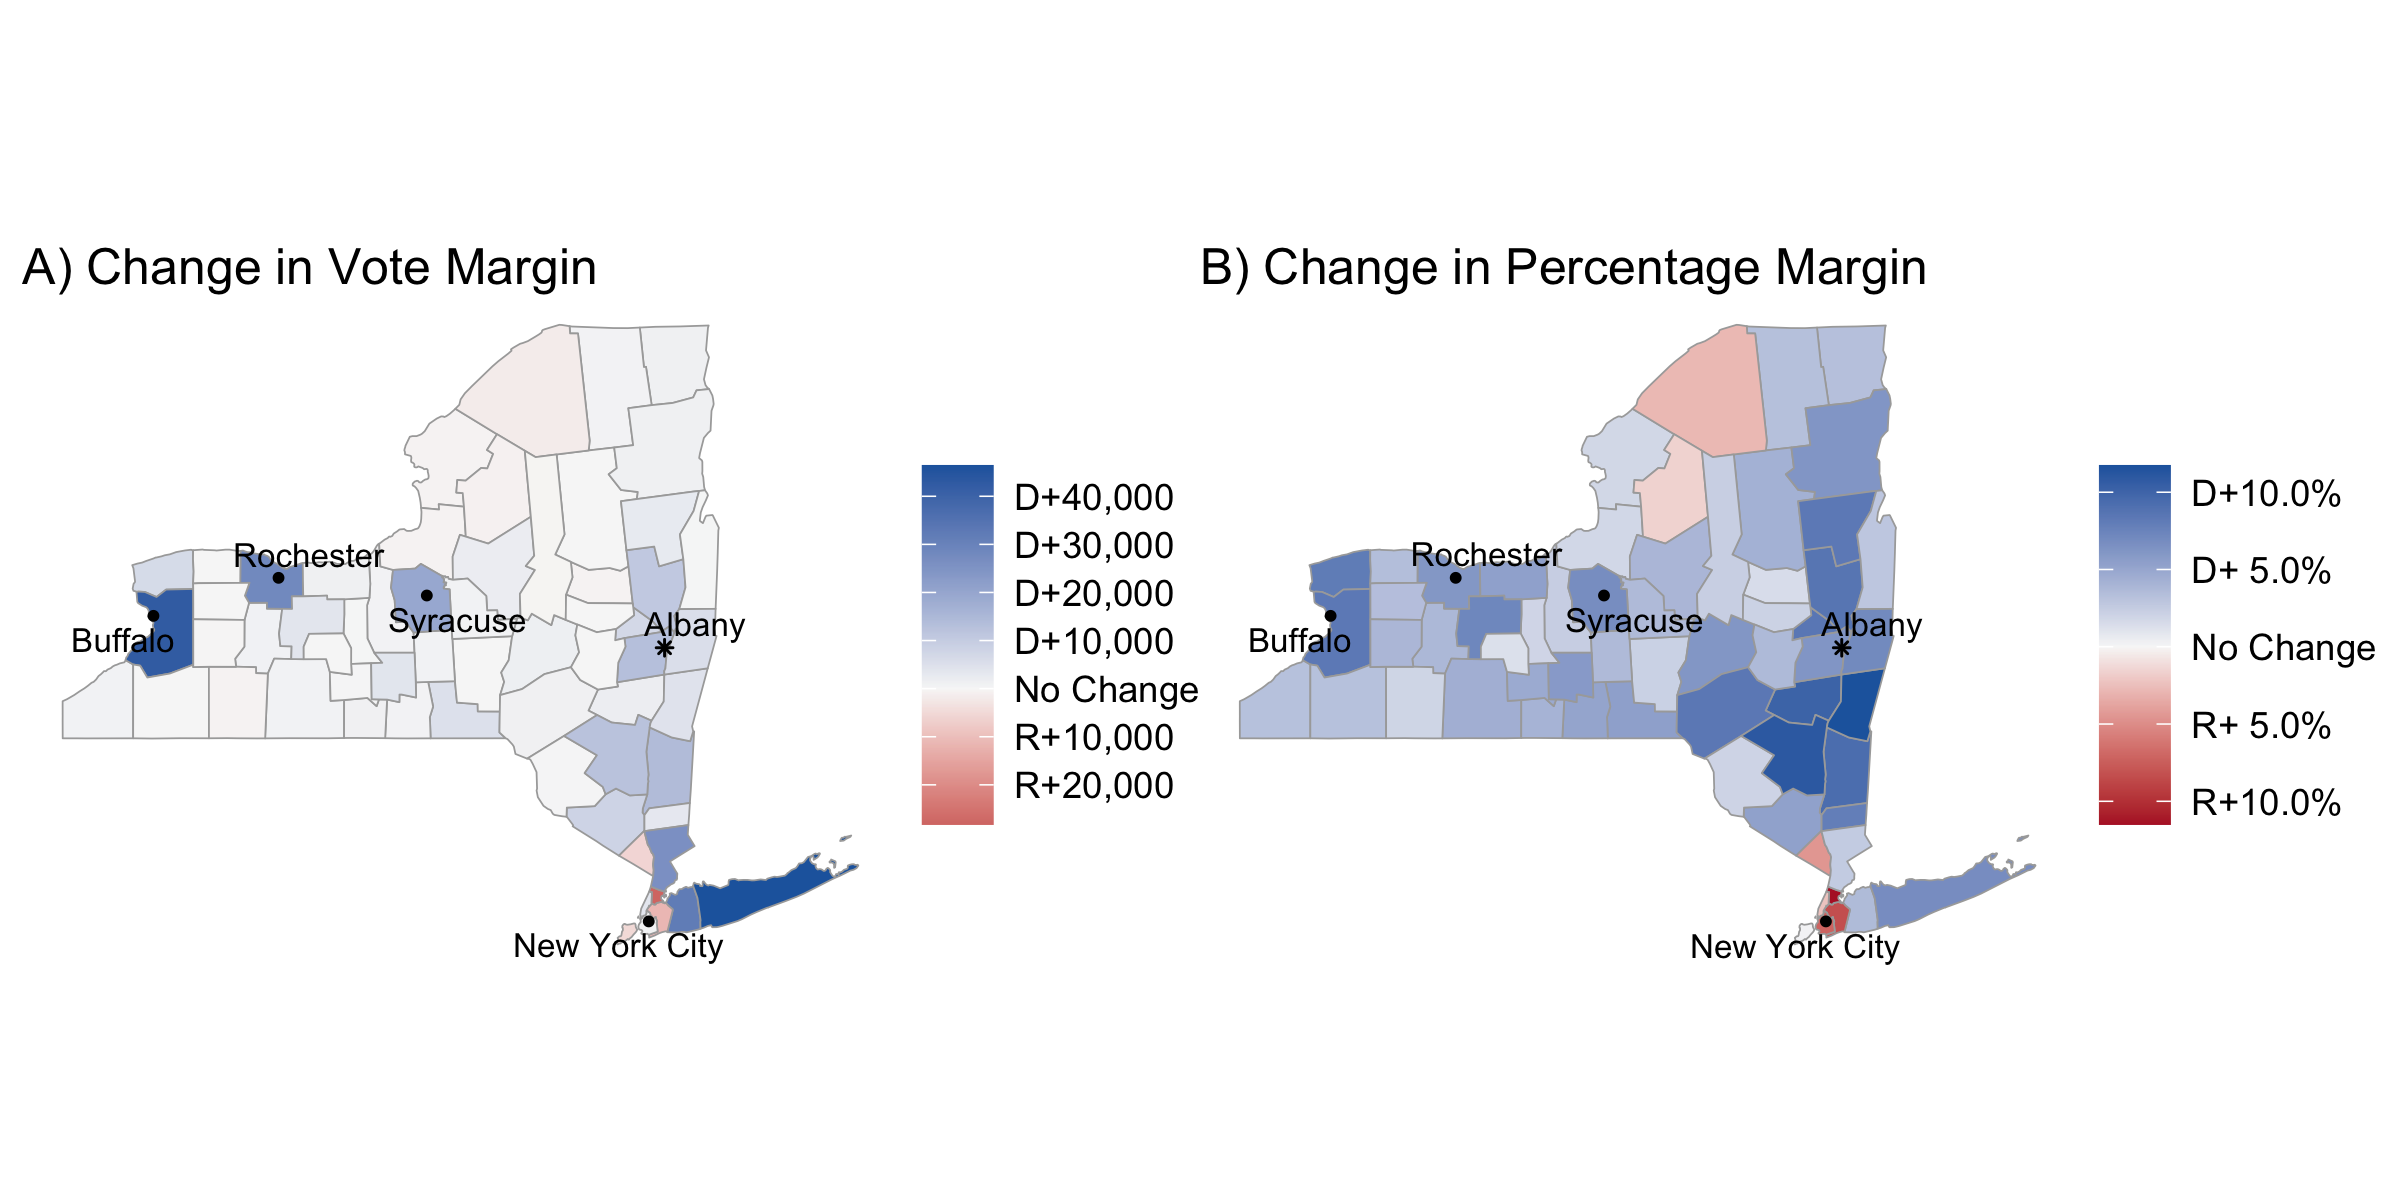 A) Change in Vote Margin
Rochester
Syracuse
Buffalo
Albany
New York City
D+40,000
D+30,000
D+20,000
D+10,000
No Change
R+10,000
R+20,000
B) Change in Percentage Margin
Rochester
Syracuse
Buffalo
Albany
New York City
D+10.0%
D+ 5.0%
No Change
R+ 5.0%
R+10.0%